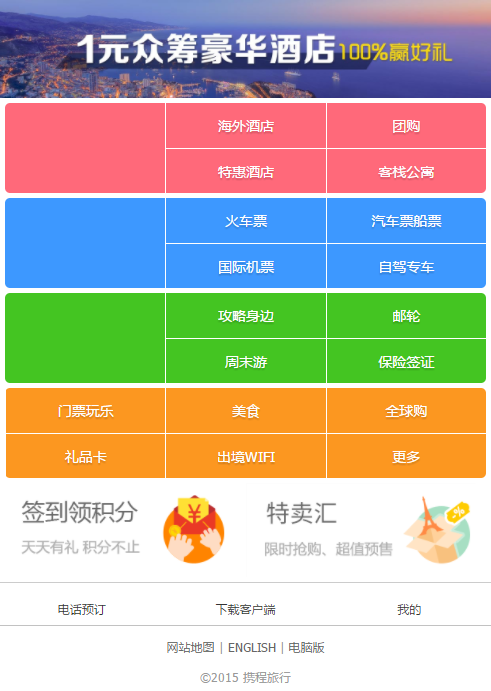 1元众筹豪华酒店 100%赢好礼
海外酒店 团购
特惠酒店 客栈公寓
火车票 汽车票船票
国际机票 自驾专车
攻略身边 邮轮
周末游 保险签证
门票玩乐 美食 全球购
礼品卡 出境WIFI 更多
签到领积分 特卖汇
天天有礼 积分不止 限时抢购、超值预售
电话预订 下载客户端 我的
网站地图 | ENGLISH | 电脑版
©2015 携程旅行